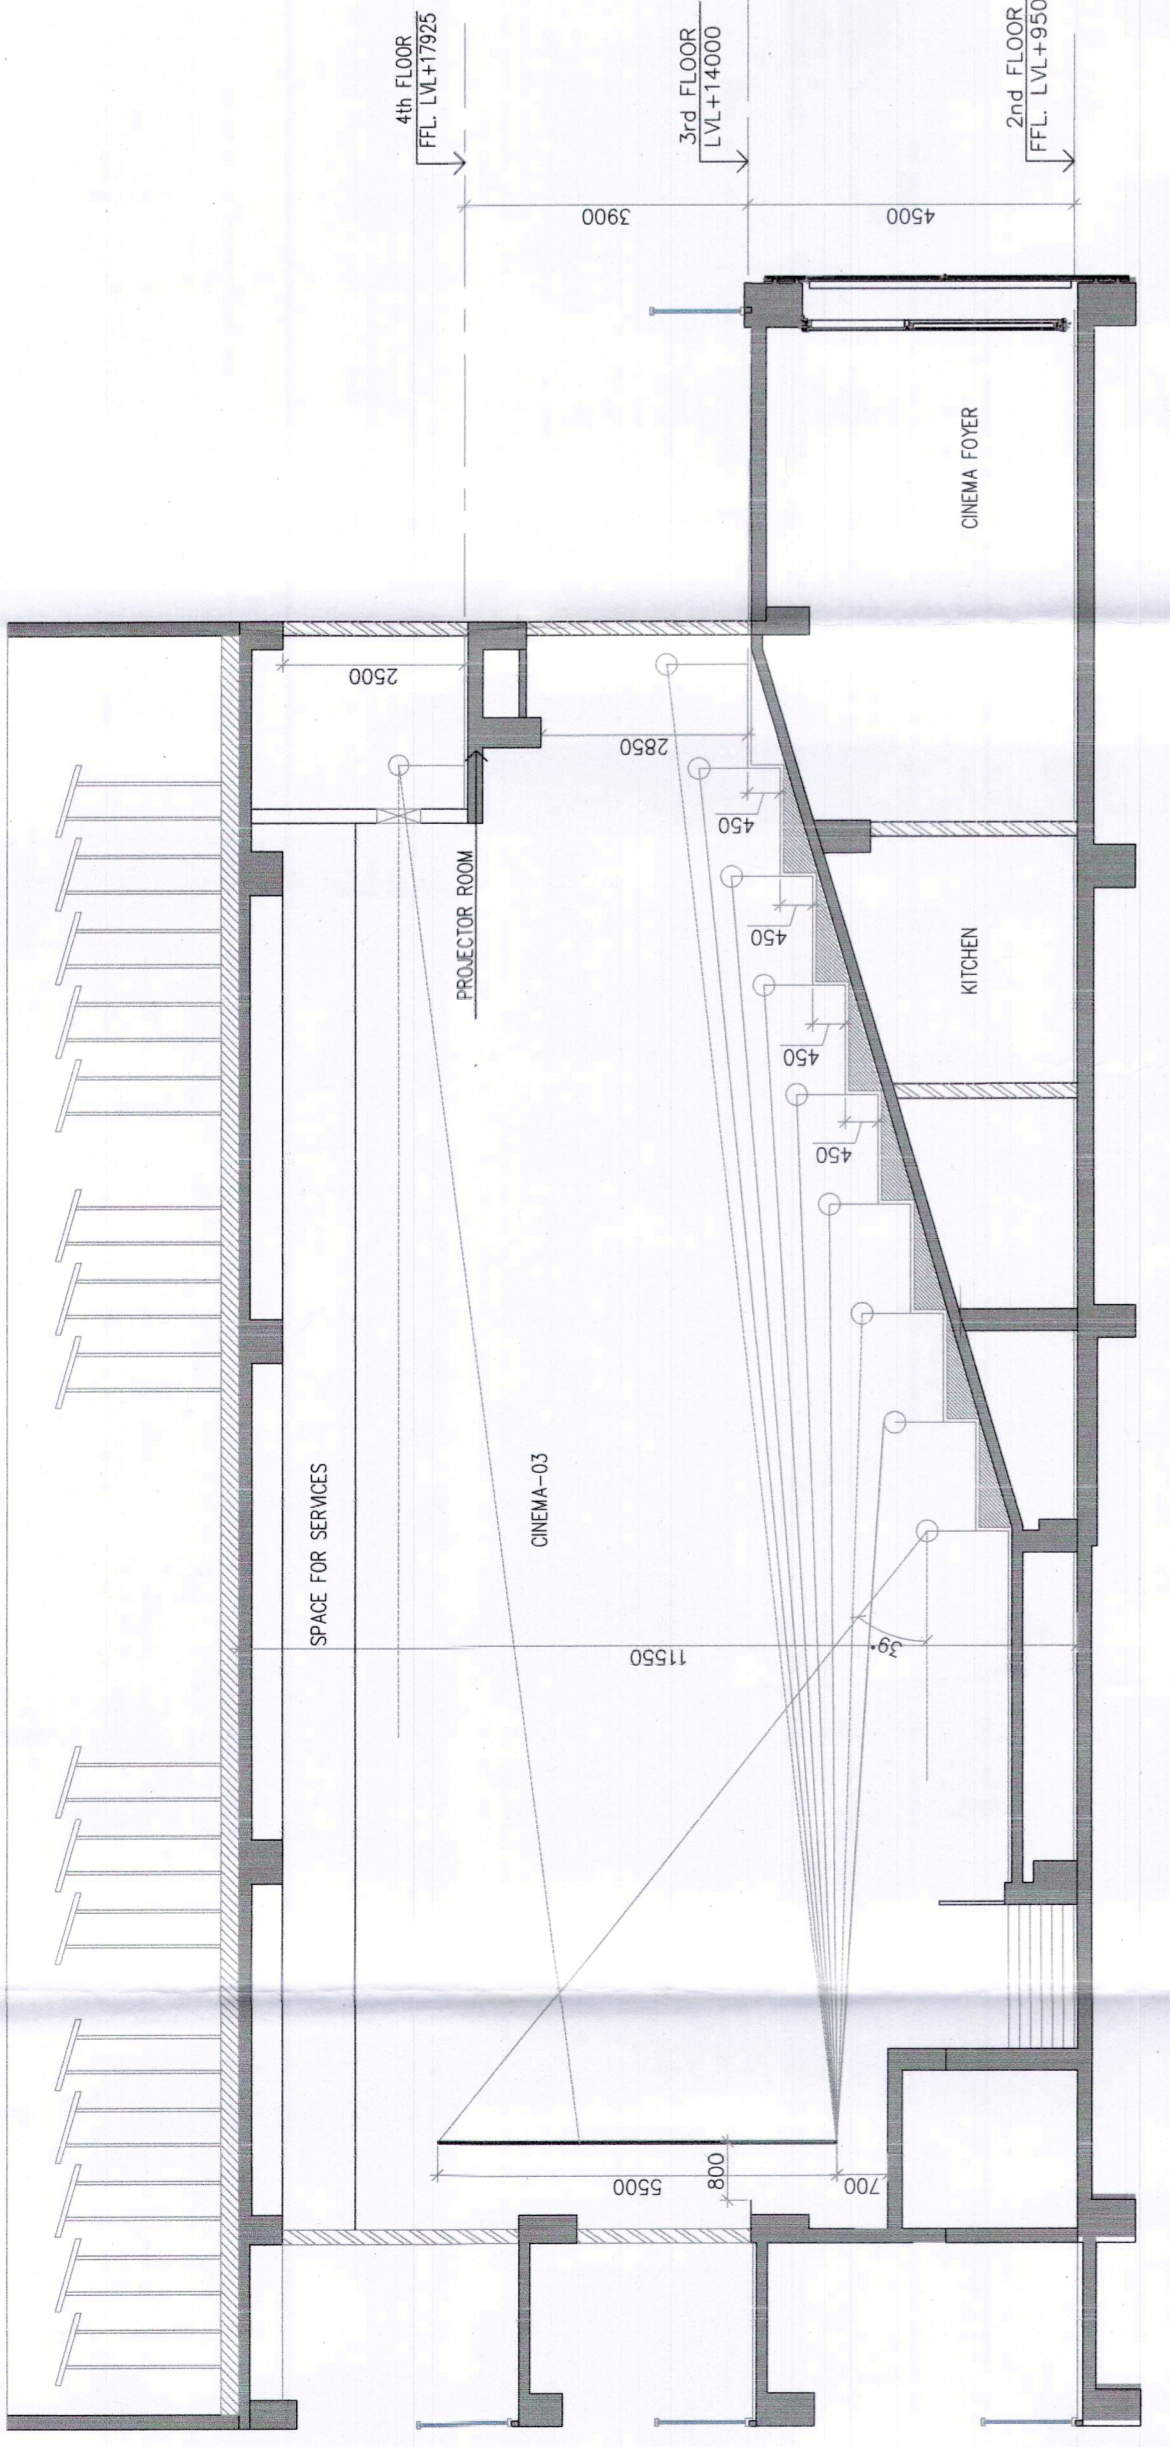 4th FLOOR
FFL. LVL+17925
3rd FLOOR
LVL+14000
2nd FLOOR
FFL. LVL+950
3900
4500
2500
2850
450
450
450
450
PROJECTOR ROOM
CINEMA FOYER
KITCHEN
SPACE FOR SERVICES
CINEMA-03
11550
39°
5500
800
700